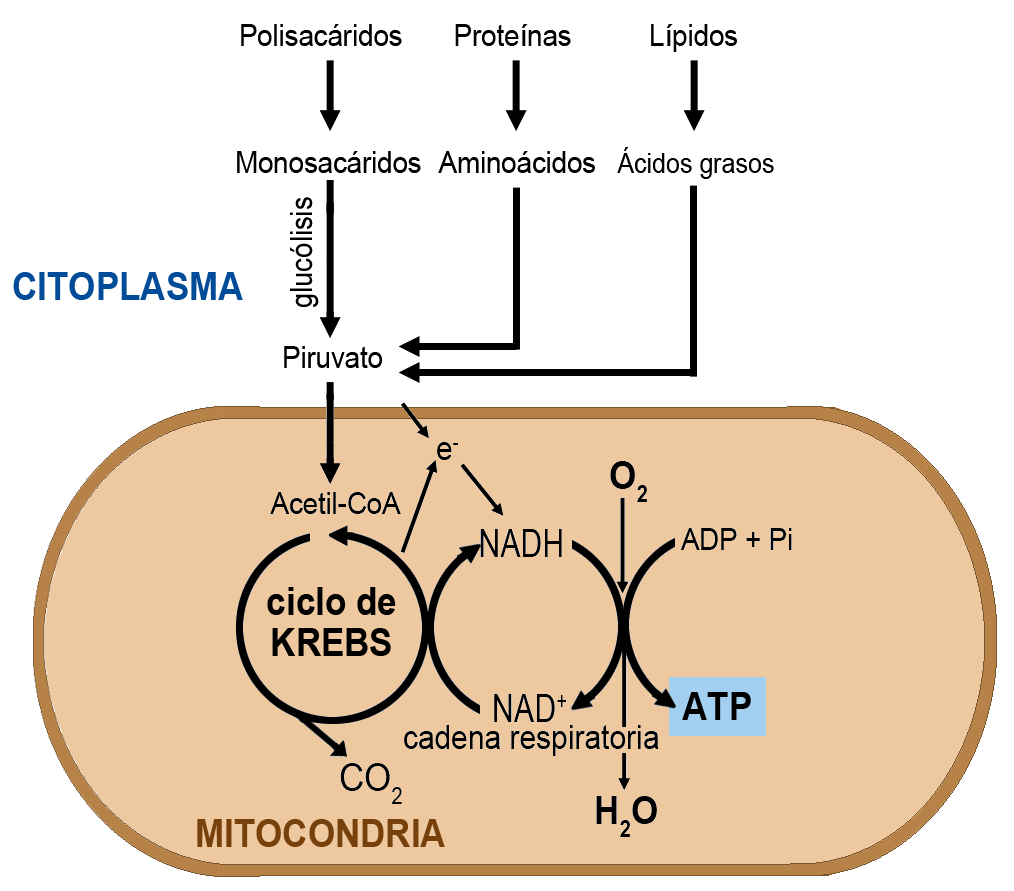 Polisacáridos
Proteínas
Lípidos
Monosacáridos
Aminoácidos
Ácidos grasos
glucólisis
CITOPLASMA
Piruvato
e-
O2
Acetil-CoA
NADH
ADP + Pi
ciclo de
KREBS
NAD+
ATP
cadena respiratoria
CO2
H2O
MITOCONDRIA